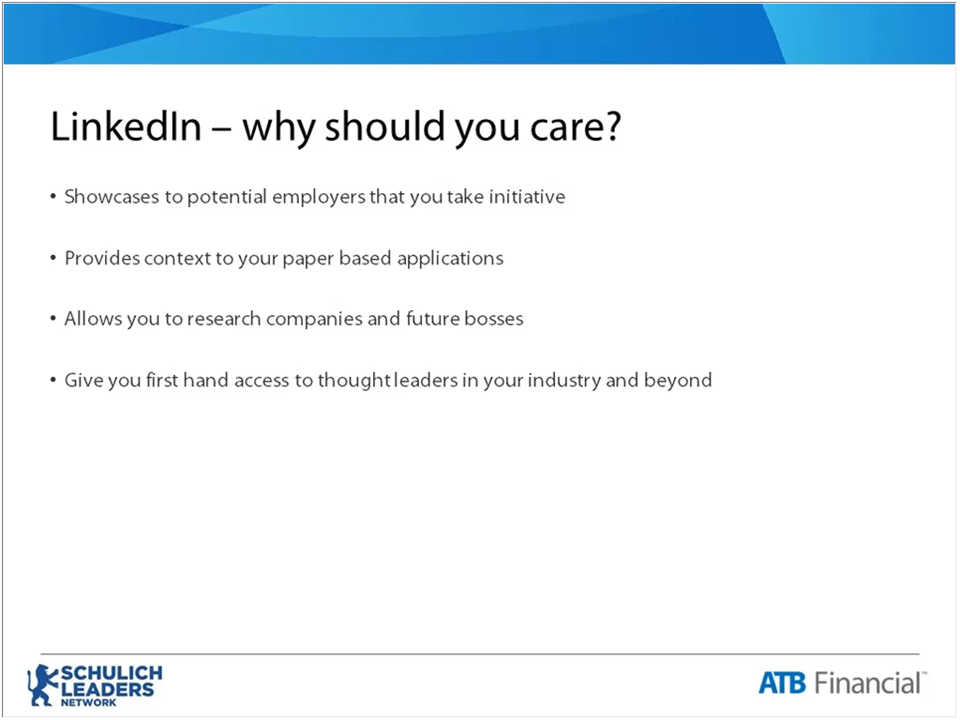 LinkedIn – why should you care?
• Showcases to potential employers that you take initiative
• Provides context to your paper based applications
• Allows you to research companies and future bosses
• Give you first hand access to thought leaders in your industry and beyond
SCHULICH
LEADERS
NETWORK
ATB Financial™